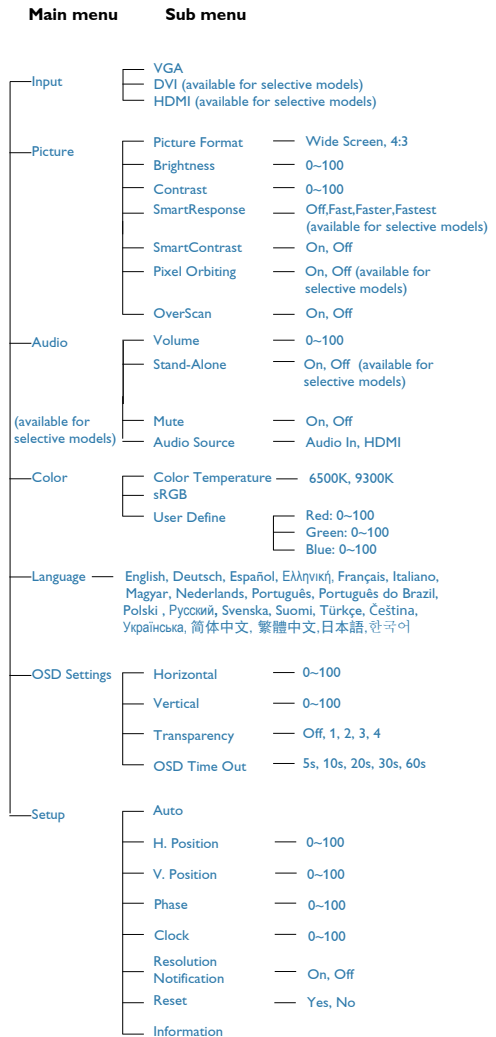 Main menu Sub menu
Input VGA
DVI (available for selective models)
HDMI (available for selective models)
Picture Picture Format Wide Screen, 4:3
Brightness 0~100
Contrast 0~100
SmartResponse Off,Fast,Faster,Fastest
(available for selective models)
SmartContrast On, Off
Pixel Orbiting On, Off (available for
selective models)
OverScan On, Off
Audio Volume 0~100
Stand-Alone On, Off (available for
selective models)
(available for
selective models)
Mute On, Off
Audio Source Audio In, HDMI
Color Color Temperature 6500K, 9300K
sRGB
User Define Red: 0~100
Green: 0~100
Blue: 0~100
Language English, Deutsch, Español, Ελληνική, Français, Italiano,
Magyar, Nederlands, Português, Português do Brazil,
Polski , Русский, Svenska, Suomi, Türkçe, Čeština,
Українська, 简体中文, 繁體中文,日本語,한국어
OSD Settings Horizontal 0~100
Vertical 0~100
Transparency Off, 1, 2, 3, 4
OSD Time Out 5s, 10s, 20s, 30s, 60s
Setup Auto
H. Position 0~100
V. Position 0~100
Phase 0~100
Clock 0~100
Resolution
Notification On, Off
Reset Yes, No
Information